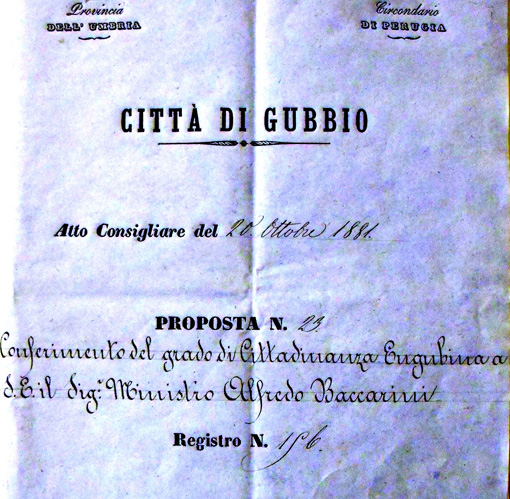 Provincia
DELL' UMBRIA
Circondario
DI PERUGIA
CITTÀ DI GUBBIO
Atto Consigliare del 20 Ottobre 1881.
PROPOSTA N. 23.
Conferimento del grado di Cittadinanza Eugubina a
S. E. il Sig.: Ministro Alfredo Baccarini
Registro N. 196.